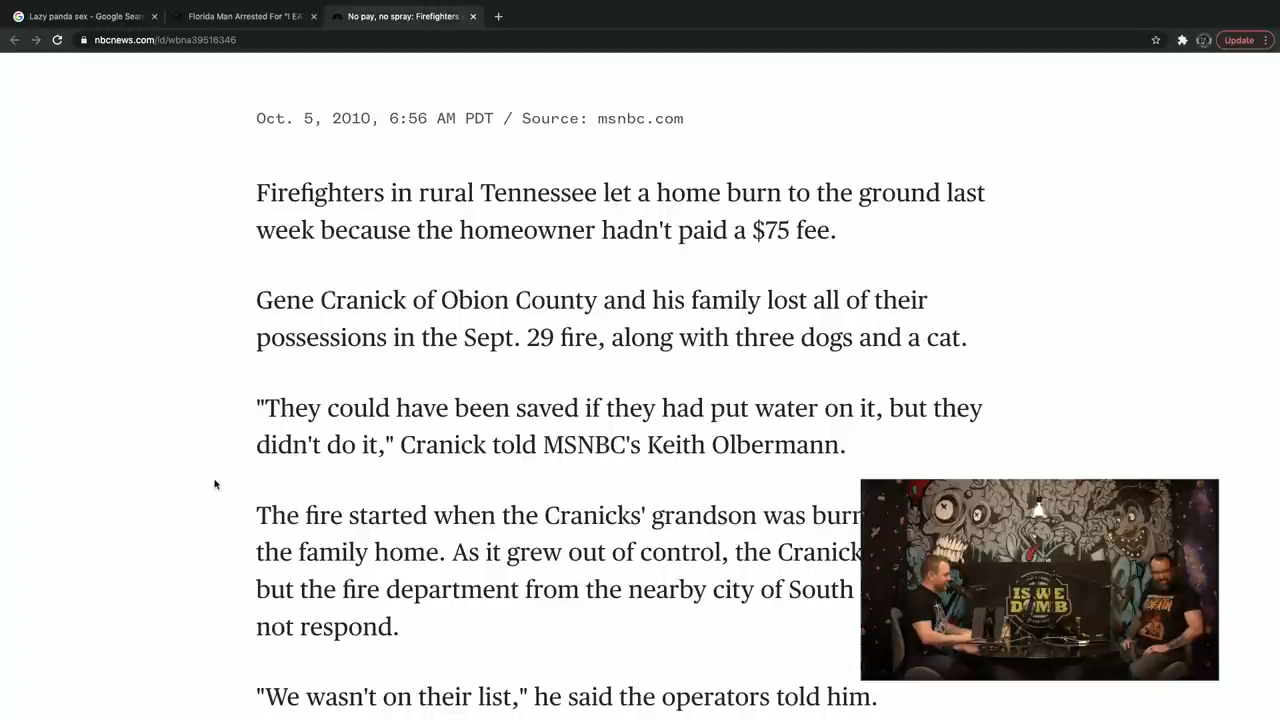 Lazy panda sex - Google Sear
Florida Man Arrested For "I EA
No pay, no spray: Firefighters
nbcnews.com/id/wbna39516346
Update
Oct. 5, 2010, 6:56 AM PDT / Source: msnbc.com
Firefighters in rural Tennessee let a home burn to the ground last
week because the homeowner hadn't paid a $75 fee.
Gene Cranick of Obion County and his family lost all of their
possessions in the Sept. 29 fire, along with three dogs and a cat.
"They could have been saved if they had put water on it, but they
didn't do it," Cranick told MSNBC's Keith Olbermann.
The fire started when the Cranicks' grandson was burn
the family home. As it grew out of control, the Cranick
but the fire department from the nearby city of South
not respond.
"We wasn't on their list," he said the operators told him.
IS WE
DOMB
DEATH